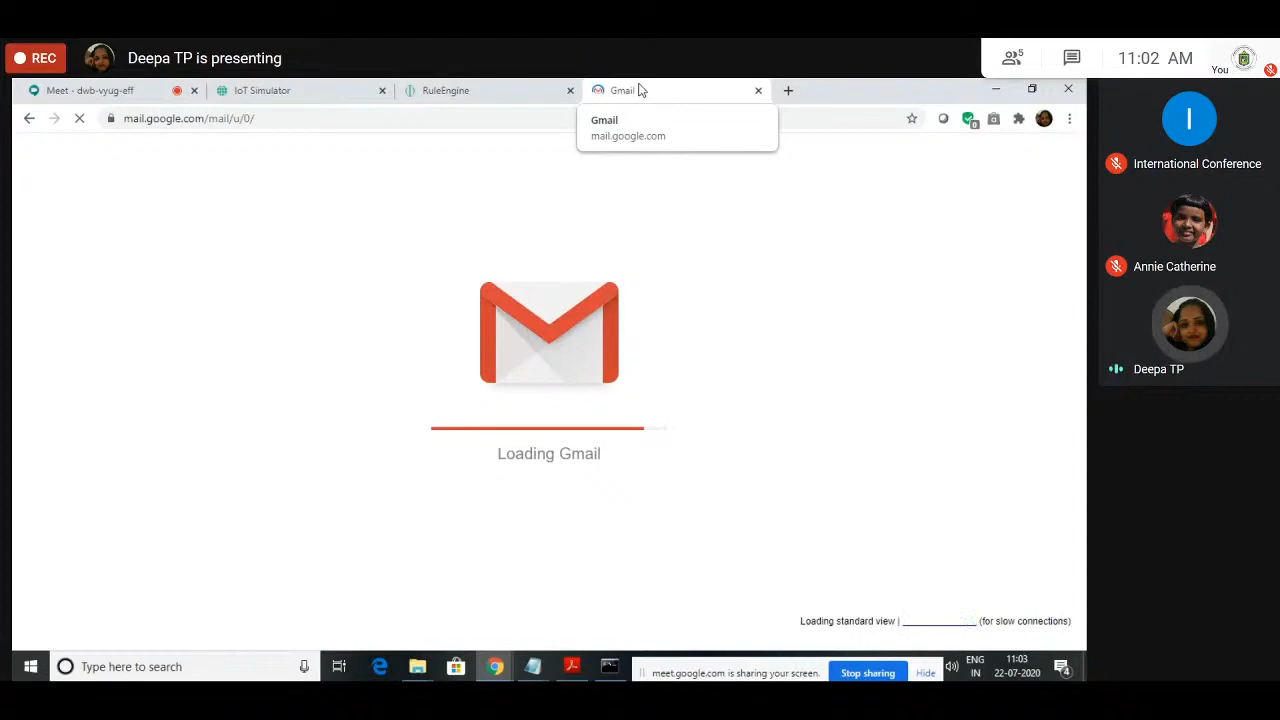 REC
Deepa TP is presenting
5
11:02 AM
You
Meet - dwb-vyug-eff
IoT Simulator
RuleEngine
Gmail
mail.google.com/mail/u/0/
Gmail
mail.google.com
0
I
International Conference
Annie Catherine
Deepa TP
Loading Gmail
Loading standard view | (for slow connections)
Type here to search
meet.google.com is sharing your screen.
Stop sharing
Hide
ENG
IN
11:03
22-07-2020
4